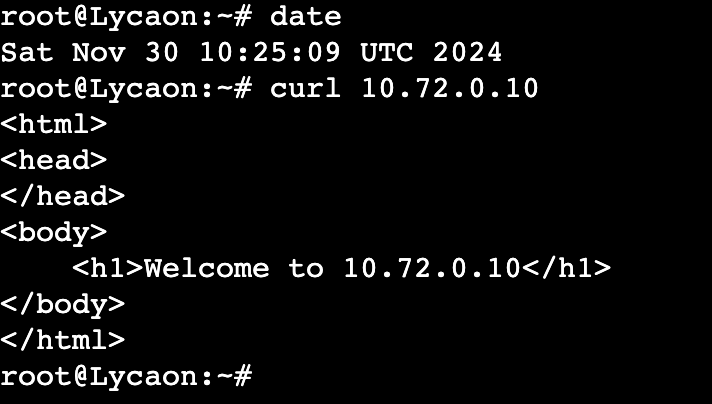 root@Lycaon:~# date
Sat Nov 30 10:25:09 UTC 2024
root@Lycaon:~# curl 10.72.0.10
<html>
<head>
</head>
<body>
    <h1>Welcome to 10.72.0.10</h1>
</body>
</html>
root@Lycaon:~#